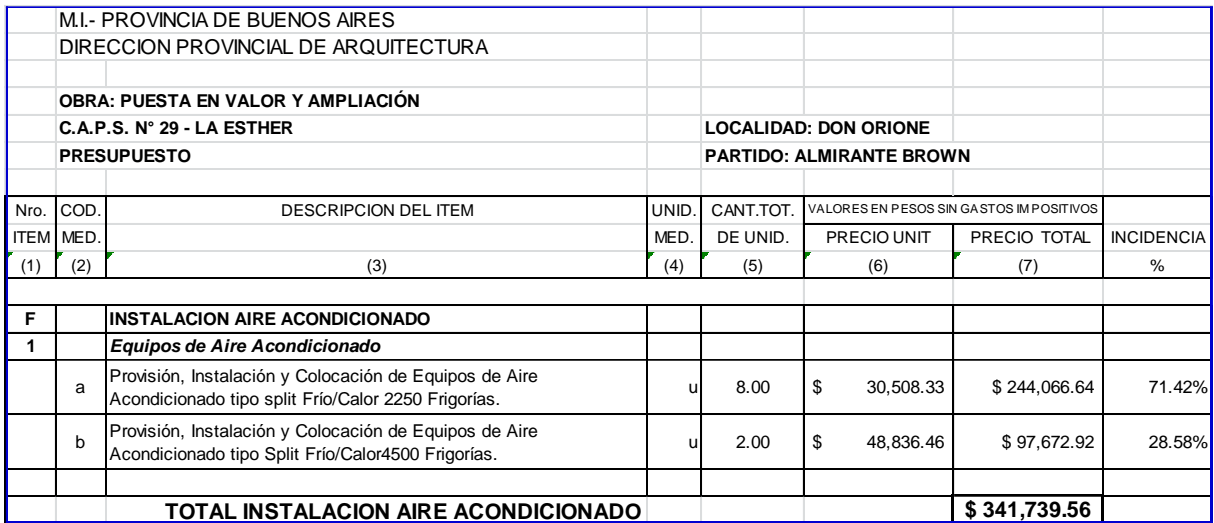 M.I.- PROVINCIA DE BUENOS AIRES
DIRECCION PROVINCIAL DE ARQUITECTURA
OBRA: PUESTA EN VALOR Y AMPLIACIÓN
C.A.P.S. N° 29 - LA ESTHER LOCALIDAD: DON ORIONE
PRESUPUESTO PARTIDO: ALMIRANTE BROWN
Nro. COD. DESCRIPCION DEL ITEM UNID. CANT.TOT. VALORES EN PESOS SIN GASTOS IMPOSITIVOS
ITEM MED. MED. DE UNID. PRECIO UNIT PRECIO TOTAL INCIDENCIA
(1) (2) (3) (4) (5) (6) (7) %
F INSTALACION AIRE ACONDICIONADO
1 Equipos de Aire Acondicionado
a Provisión, Instalación y Colocación de Equipos de Aire
Acondicionado tipo split Frío/Calor 2250 Frigorías. u 8.00 $ 30,508.33 $ 244,066.64 71.42%
b Provisión, Instalación y Colocación de Equipos de Aire
Acondicionado tipo Split Frío/Calor4500 Frigorías. u 2.00 $ 48,836.46 $ 97,672.92 28.58%
TOTAL INSTALACION AIRE ACONDICIONADO $ 341,739.56